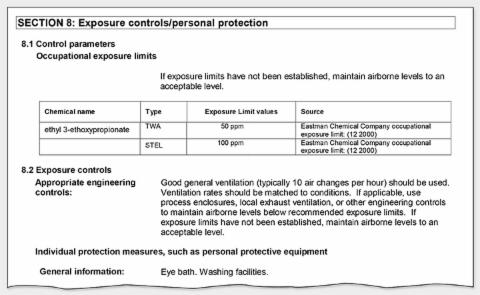 SECTION 8: Exposure controls/personal protection
8.1 Control parameters
Occupational exposure limits
If exposure limits have not been established, maintain airborne levels to an
acceptable level.
Chemical name Type Exposure Limit values Source
ethyl 3-ethoxypropionate TWA 50 ppm Eastman Chemical Company occupational
exposure limit: (12 2000)
STEL 100 ppm Eastman Chemical Company occupational
exposure limit: (12 2000)
8.2 Exposure controls
Appropriate engineering Good general ventilation (typically 10 air changes per hour) should be used.
controls: Ventilation rates should be matched to conditions. If applicable, use
process enclosures, local exhaust ventilation, or other engineering controls
to maintain airborne levels below recommended exposure limits. If
exposure limits have not been established, maintain airborne levels to an
acceptable level.
Individual protection measures, such as personal protective equipment
General information: Eye bath. Washing facilities.